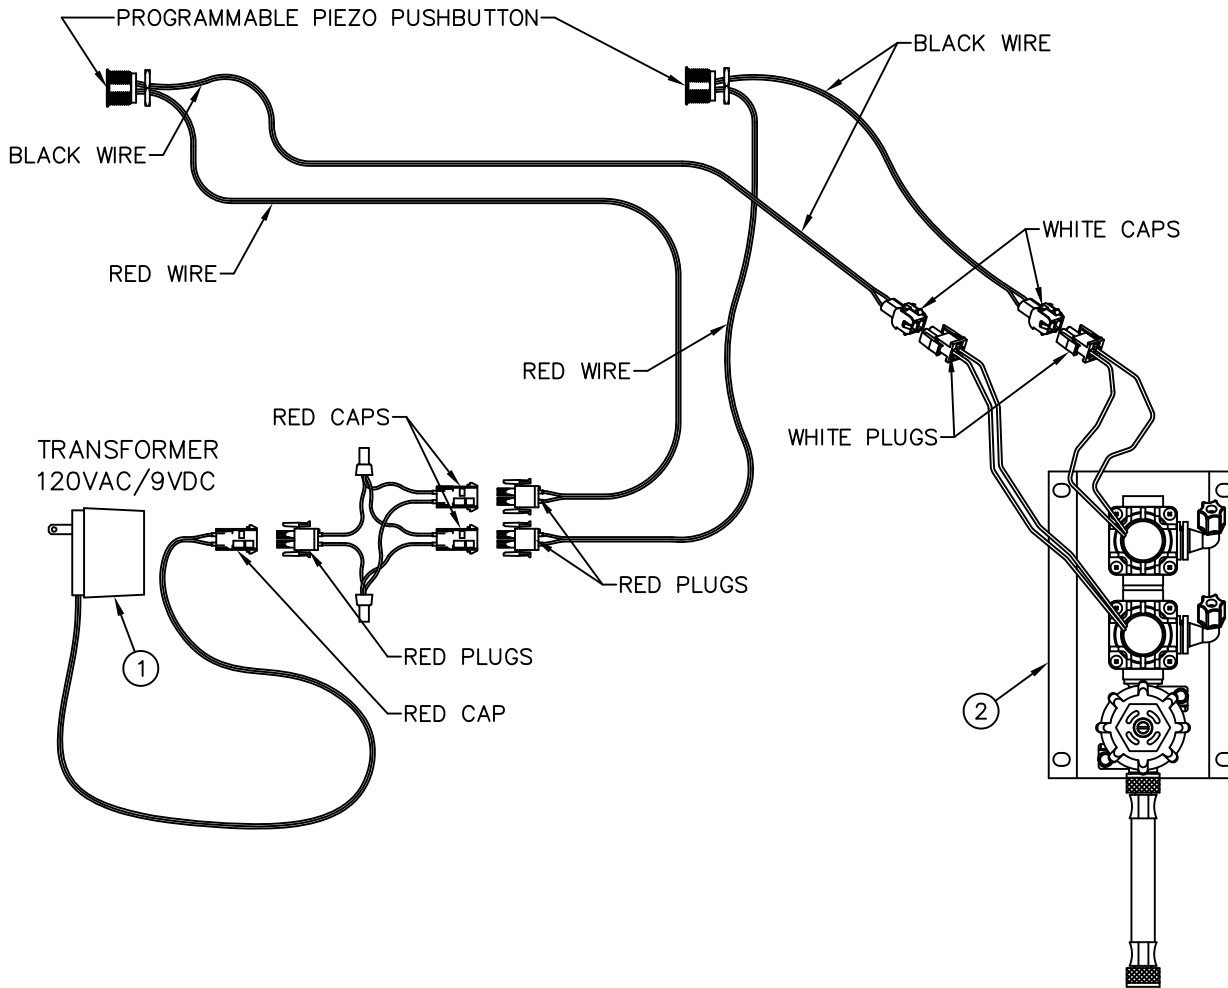 PROGRAMMABLE PIEZO PUSHBUTTON
BLACK WIRE
BLACK WIRE
WHITE CAPS
RED WIRE
RED WIRE
RED CAPS
WHITE PLUGS
TRANSFORMER
120VAC/9VDC
RED PLUGS
RED PLUGS
1
RED CAP
2